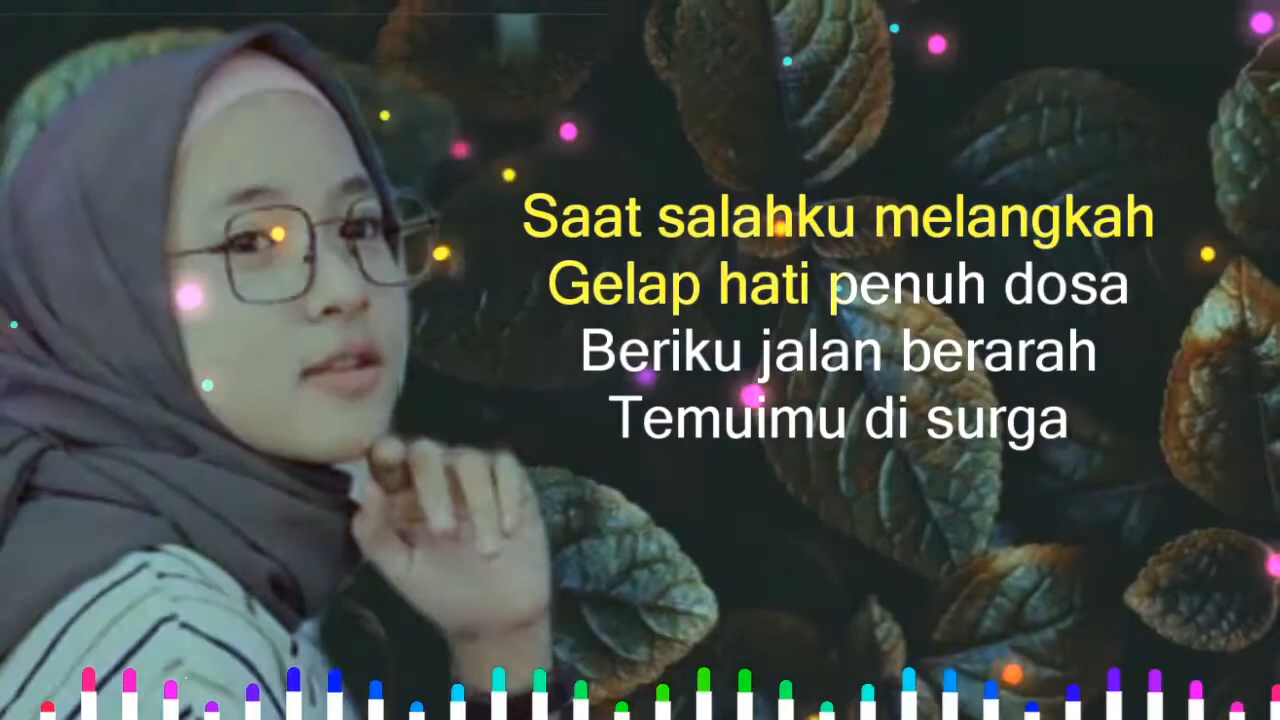 Saat salahku melangkah
Gelap hati penuh dosa
Beriku jalan berarah
Temuimu di surga